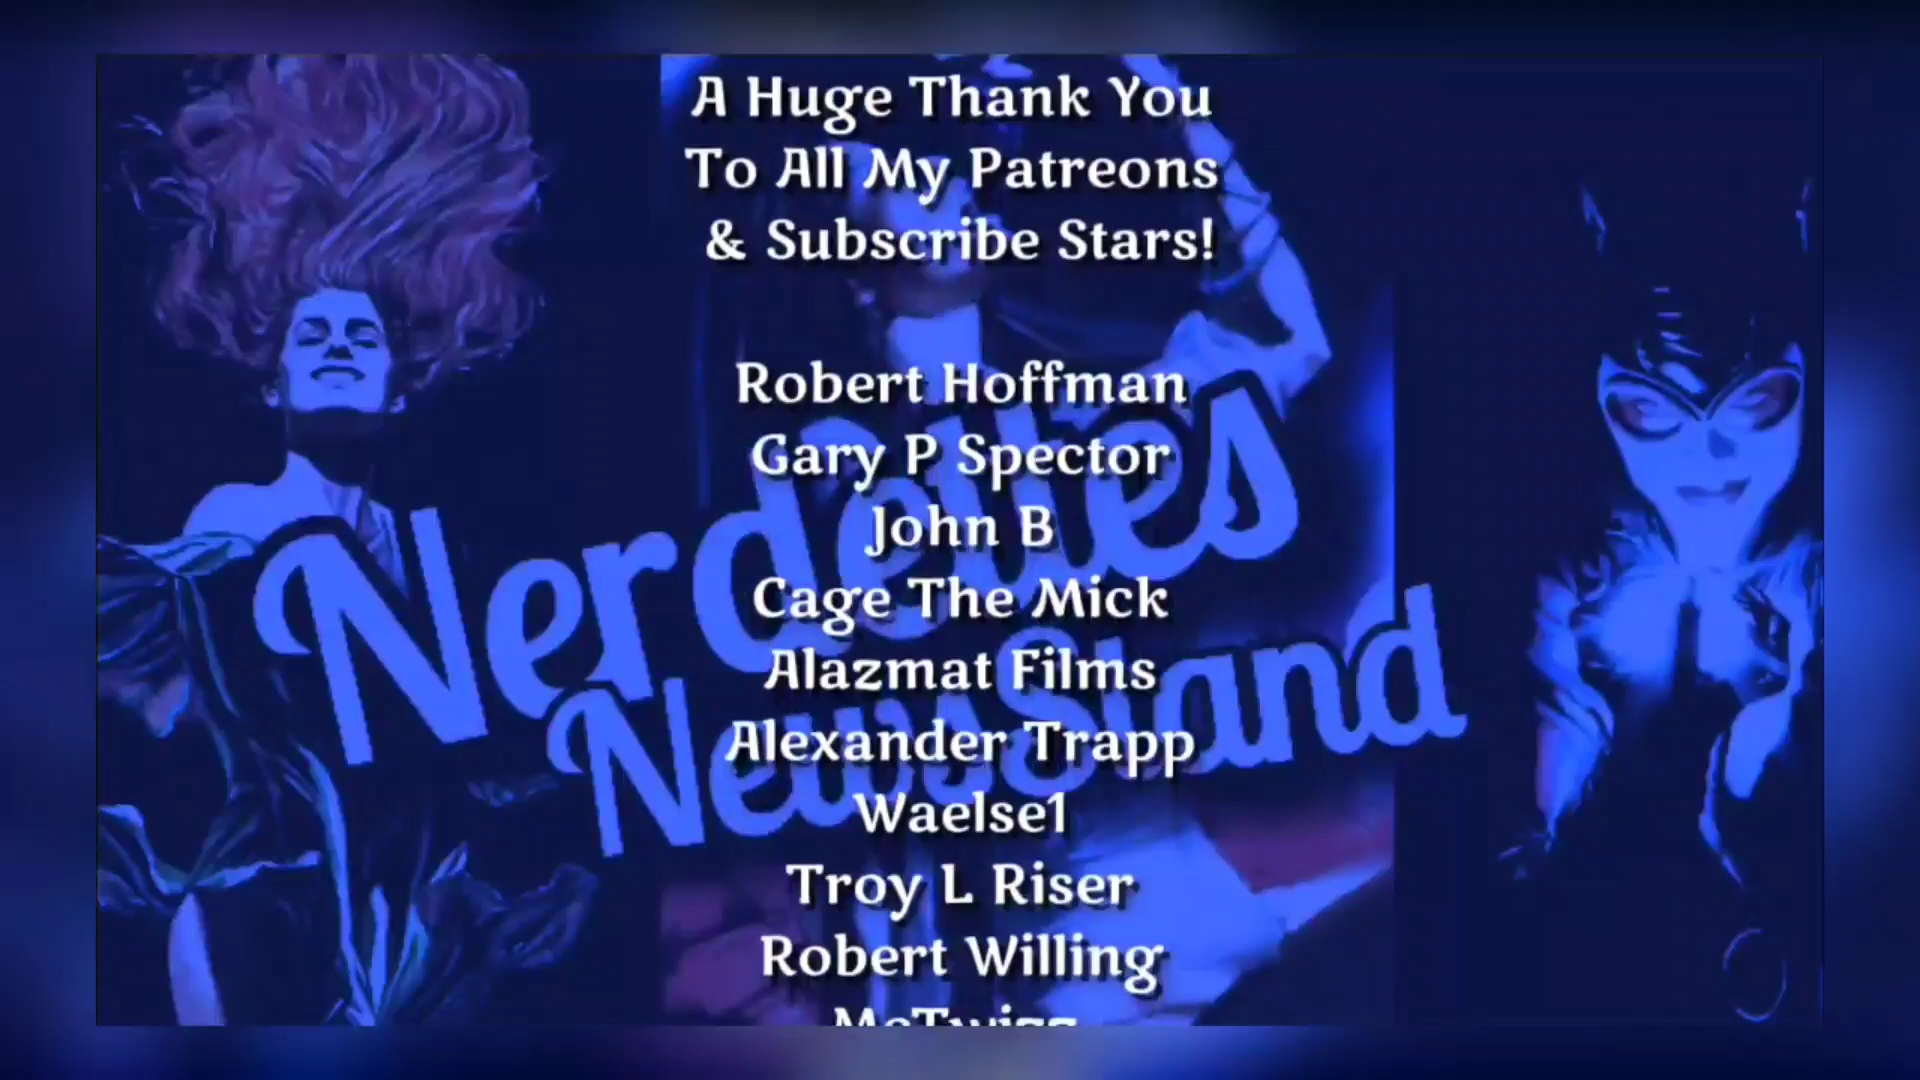 A Huge Thank You
To All My Patreons
& Subscribe Stars!
Robert Hoffman
Gary P Spector
John B
Cage The Mick
Alazmat Films
Alexander Trapp
Waelse1
Troy L Riser
Robert Willing
Nerdettes
NewsStand